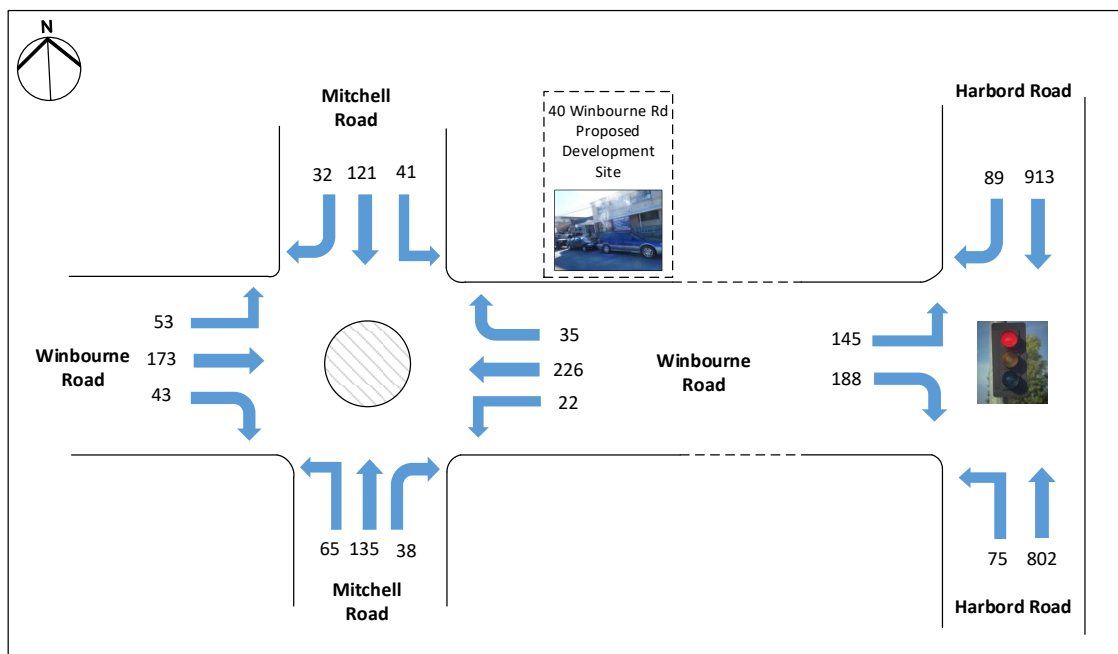 N
Mitchell
Road
40 Winbourne Rd
Proposed
Development
Site
Harbord Road
32 121 41
89 913
53
173
43
Winbourne
Road
35
226
22
Winbourne
Road
145
188
65 135 38
Mitchell
Road
75 802
Harbord Road